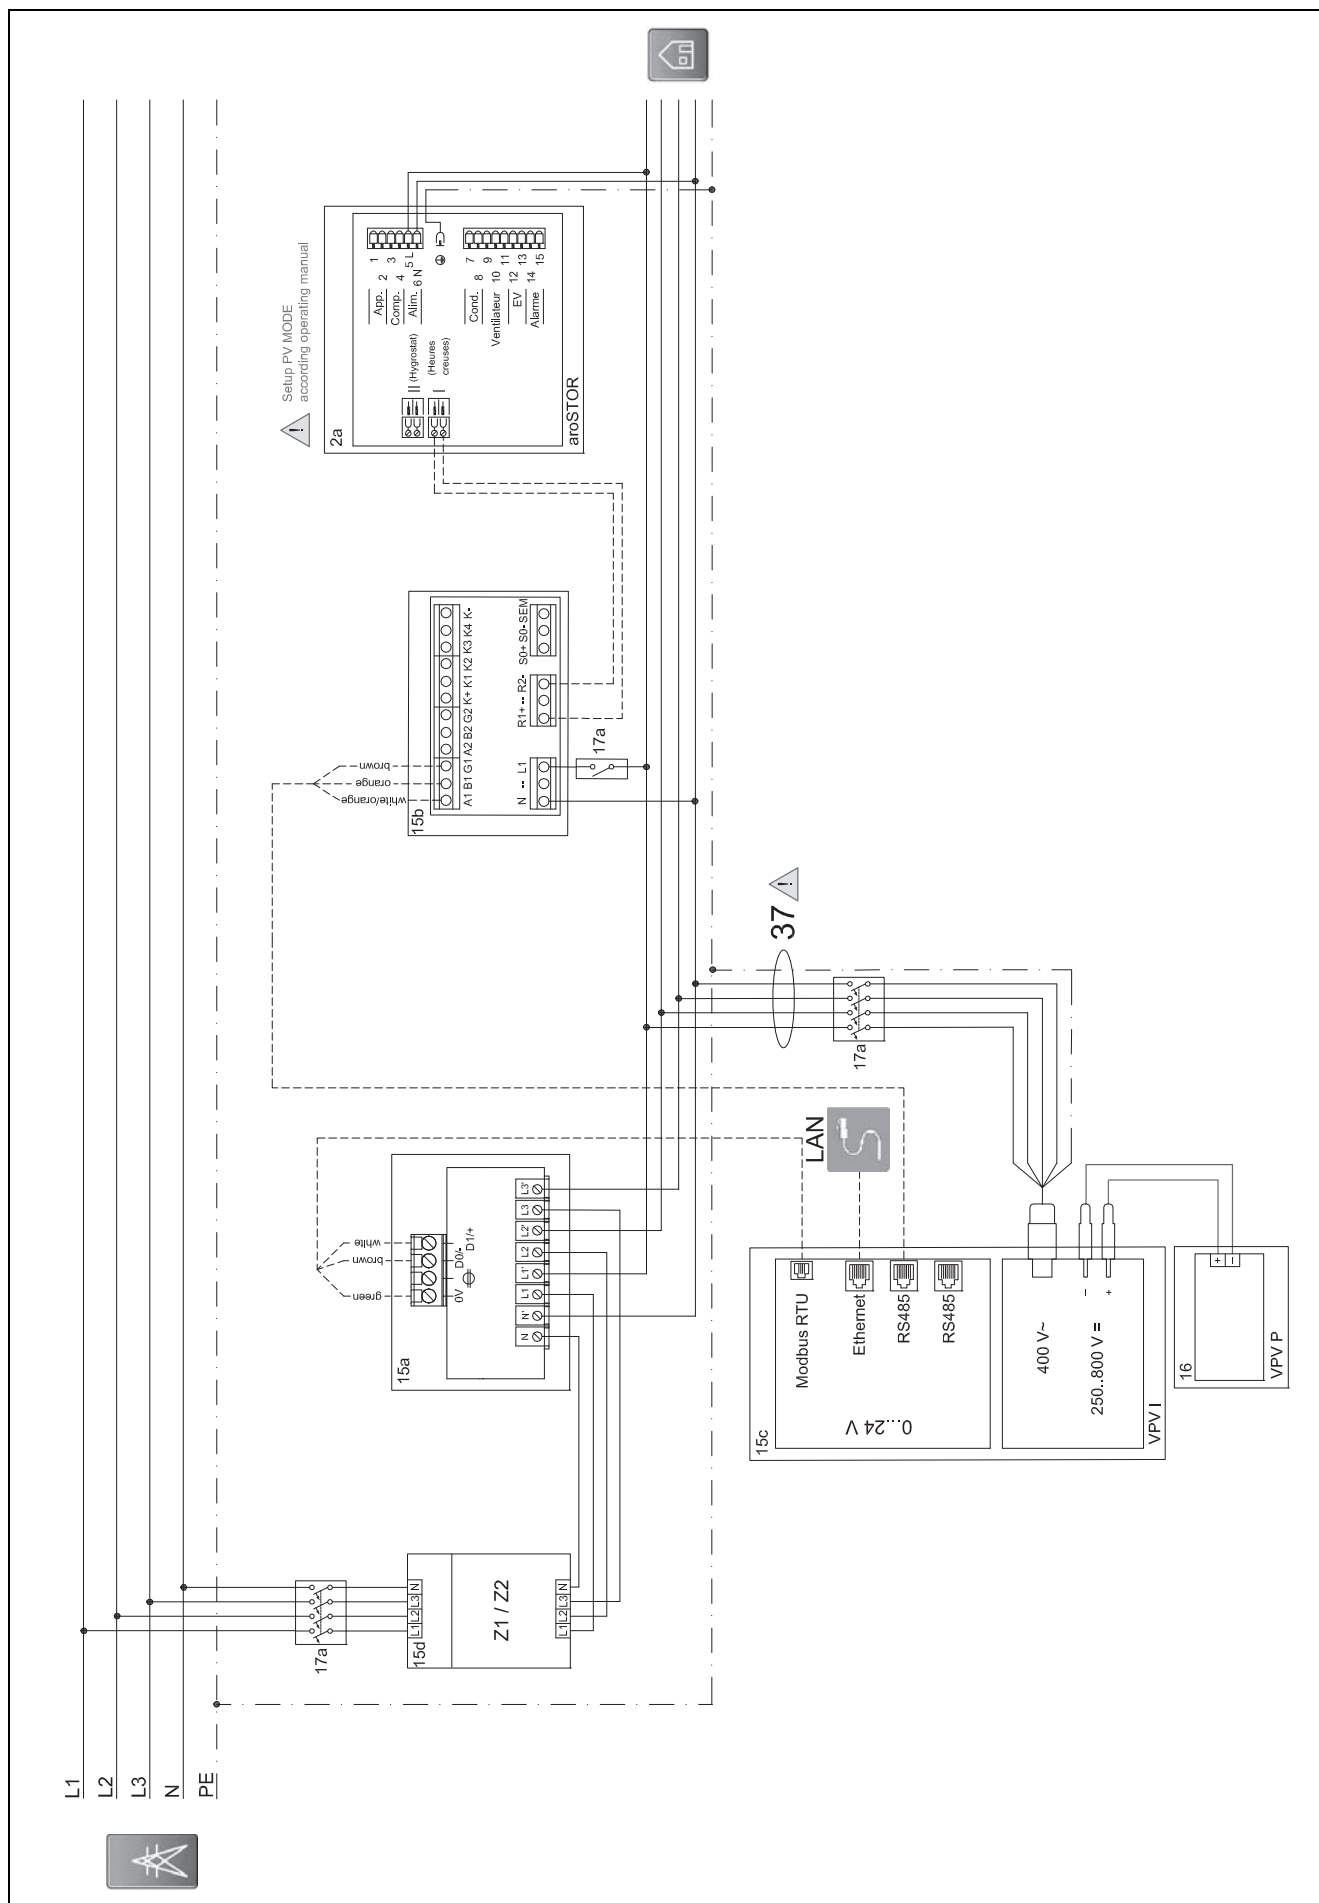 L1
L2
L3
N
PE
17a
15d
L1 L2 L3 N
Z1 / Z2
L1 L2 L3 N
15a
green
brown
white
0V
D0/-
D1/+
N N' L1 L1' L2 L2' L3 L3'
15b
white/orange
orange
brown
A1 B1 G1 A2 B2 G2 K+ K1 K2 K3 K4 K-
N -- L1
R1+ -- R2-
S0+ S0- SEM
17a
Setup PV MODE
according operating manual
2a
II (Hygrostat)
I (Heures
creuses)
1
2
3
4
5 L
6 N
App.
Comp.
Alim.
7
8
9
10
11
12
13
14
15
Cond.
Ventilateur
EV
Alarme
aroSTOR
37
17a
LAN
15c
0...24 V
Modbus RTU
Ethernet
RS485
RS485
400 V~
250..800 V =
–
+
VPV I
16
+
–
VPV P